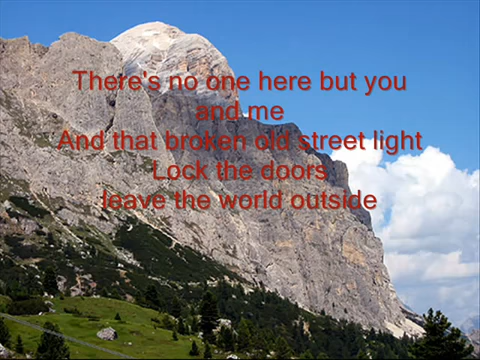 There's no one here but you
and me
And that broken old street light
Lock the doors
leave the world outside